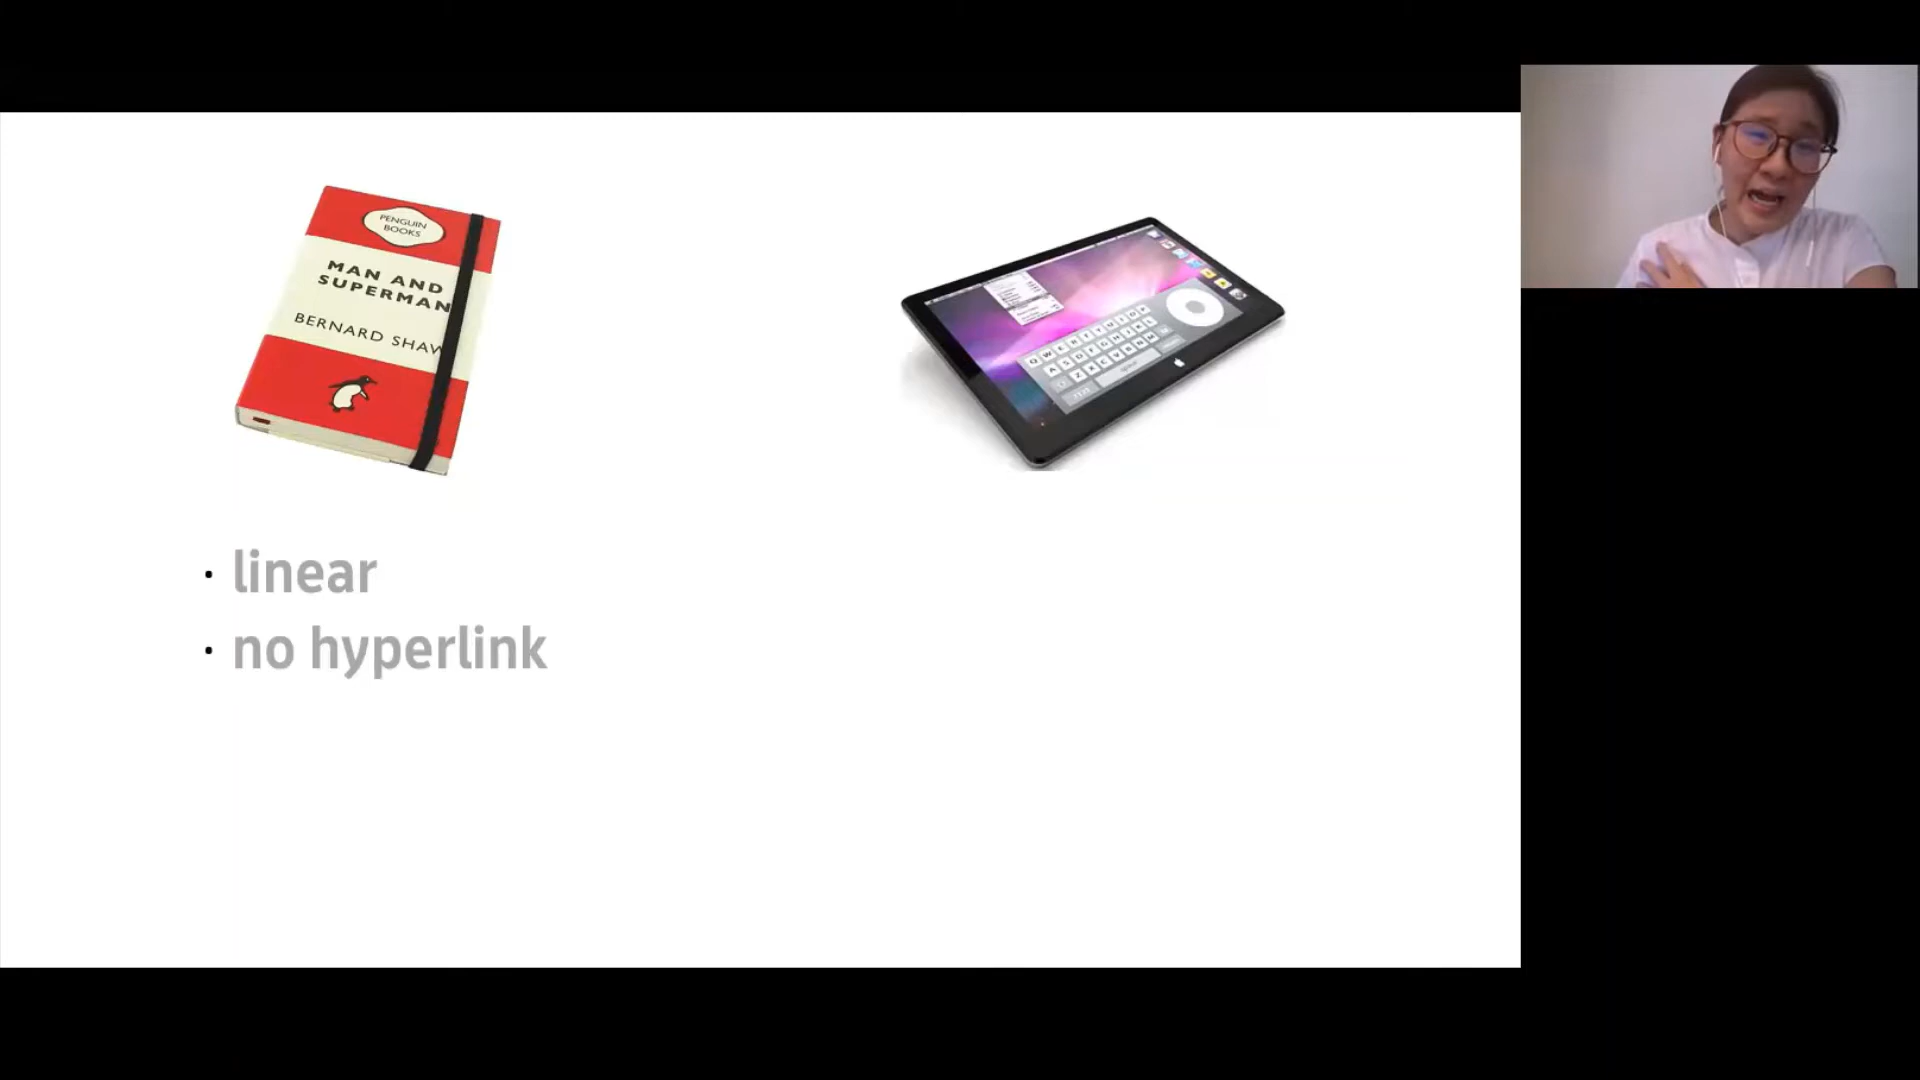 PENGUIN
BOOKS
MAN AND
SUPERMAN
BERNARD SHAW
· linear
· no hyperlink